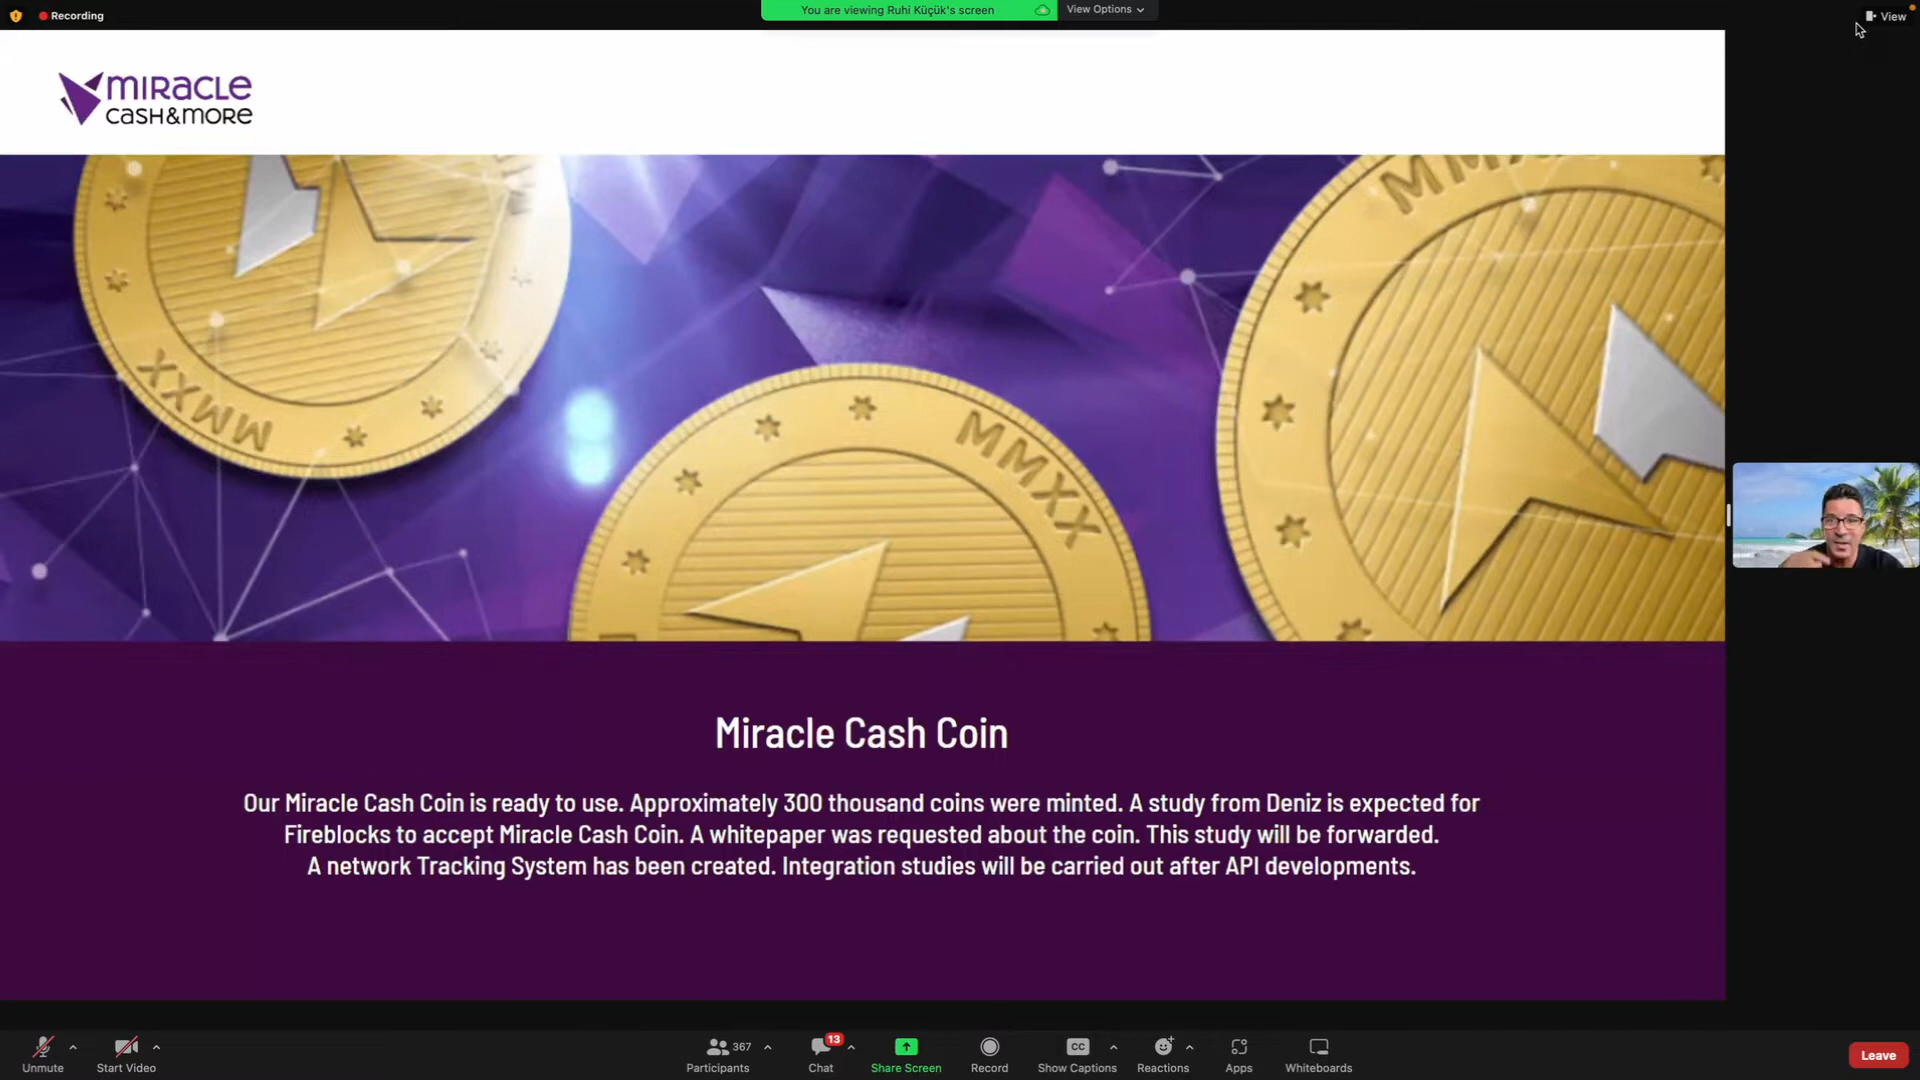 Recording
You are viewing Ruhi Küçük's screen
View Options
View
MIRACLE
CASH&MORE
MMXX
MMXX
Miracle Cash Coin
Our Miracle Cash Coin is ready to use. Approximately 300 thousand coins were minted. A study from Deniz is expected for
Fireblocks to accept Miracle Cash Coin. A whitepaper was requested about the coin. This study will be forwarded.
A network Tracking System has been created. Integration studies will be carried out after API developments.
Unmute
Start Video
367
Participants
13
Chat
Share Screen
Record
CC
Show Captions
Reactions
Apps
Whiteboards
Leave